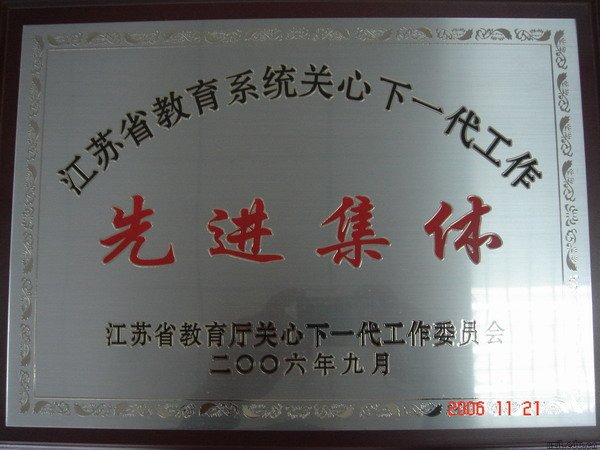 江苏省教育系统关心下一代工作
先进集体
江苏省教育厅关心下一代工作委员会
二〇〇六年九月
2006 11 21